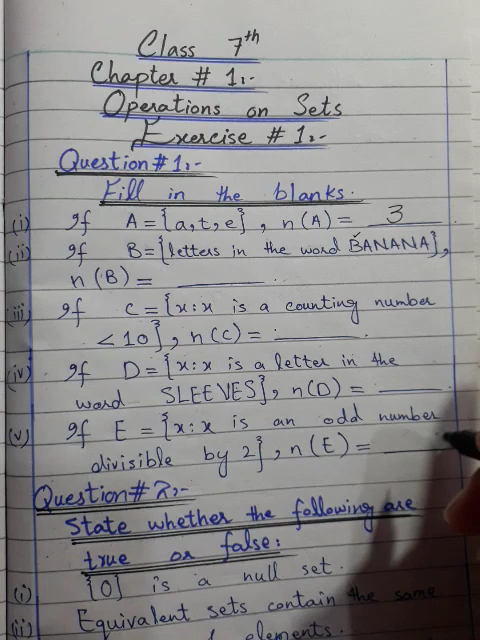 Class 7th
Chapter # 1:-
Operations on Sets
Exercise # 1:-
Question # 1:-
Fill in the blanks.
(i) If A = {a, t, e}, n(A) = 3
(ii) If B = {letters in the word BANANA},
n(B) = ______.
(iii) If C = {x:x is a counting number
< 10}, n(C) = ______.
(iv) If D = {x:x is a letter in the
word SLEEVES}, n(D) = ______.
(v) If E = {x:x is an odd number
divisible by 2}, n(E) = ______
Question # 2:-
State whether the following are
true or false:
(i) {0} is a null set.
(ii) Equivalent sets contain the same
elements.